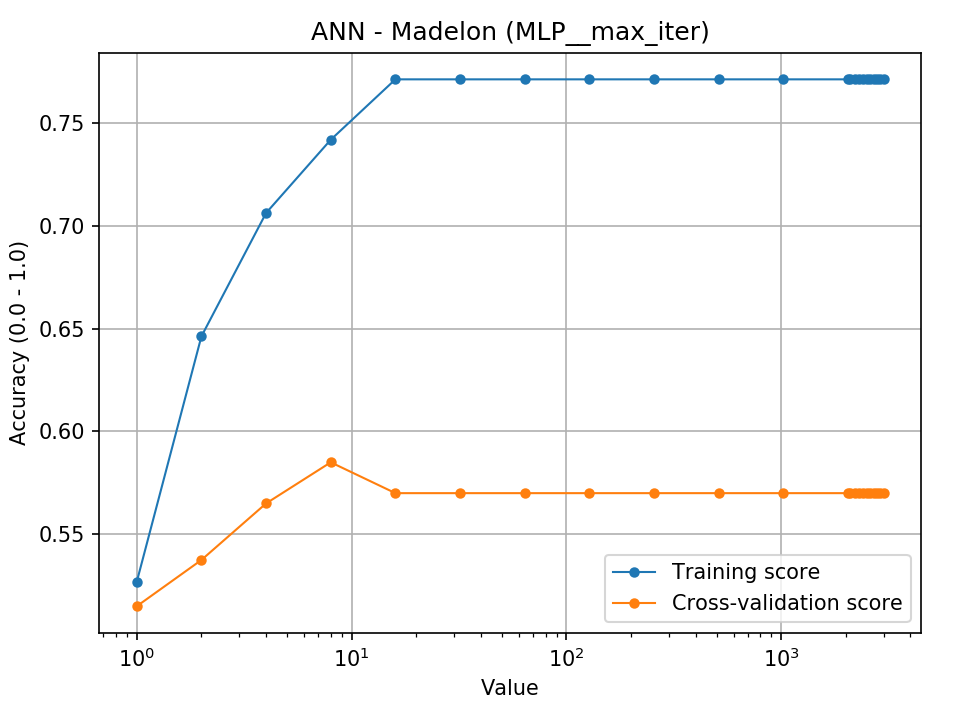 ANN - Madelon (MLP__max_iter)
Accuracy (0.0 - 1.0)
0.75
0.70
0.65
0.60
0.55
Training score
Cross-validation score
10⁰
10¹
10²
10³
Value